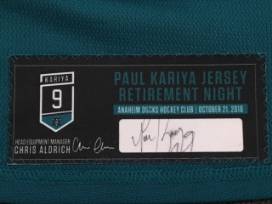 KARIYA
9
PAUL KARIYA JERSEY
RETIREMENT NIGHT
ANAHEIM DUCKS HOCKEY CLUB | OCTOBER 21, 2018
HEAD EQUIPMENT MANAGER
CHRIS ALDRICH